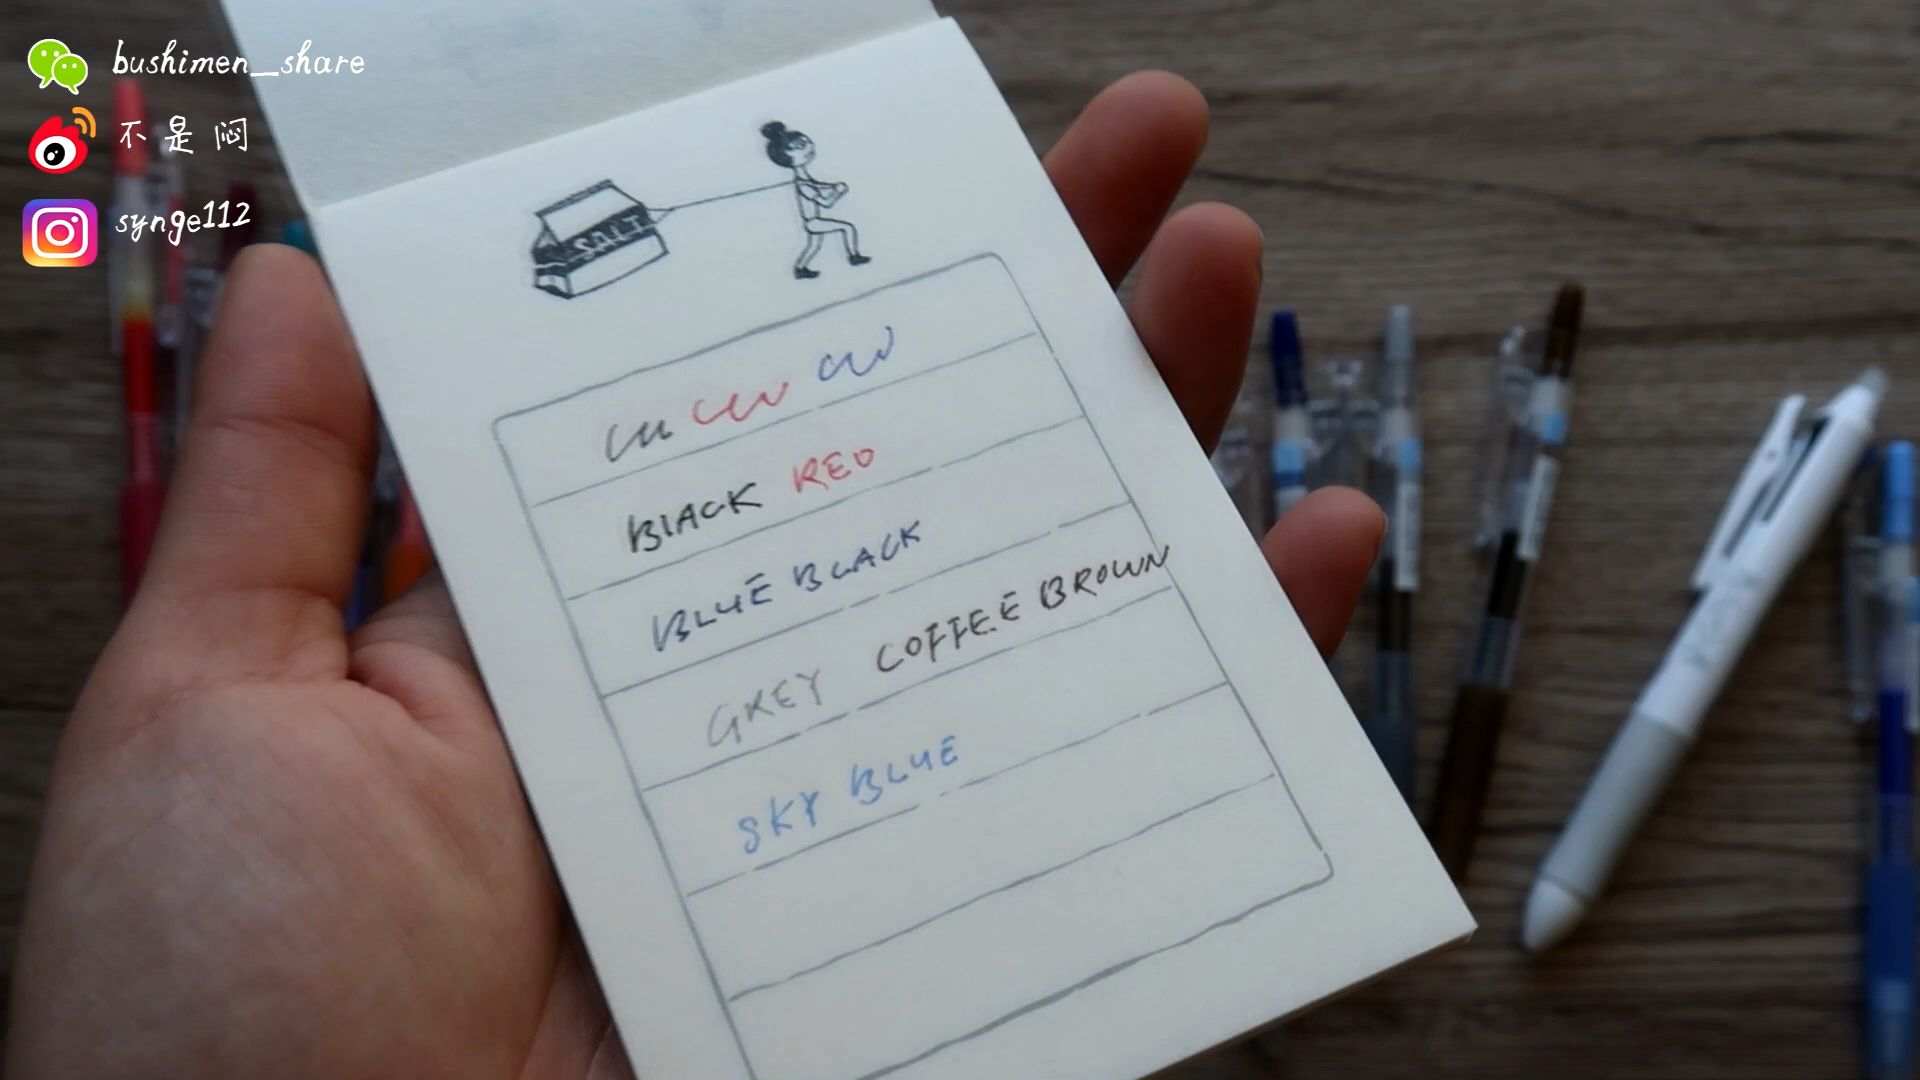 bushimen_share
不是闷
synge112
SALT
BLACK RED
BLUE BLACK
GREY COFFEE BROWN
SKY BLUE